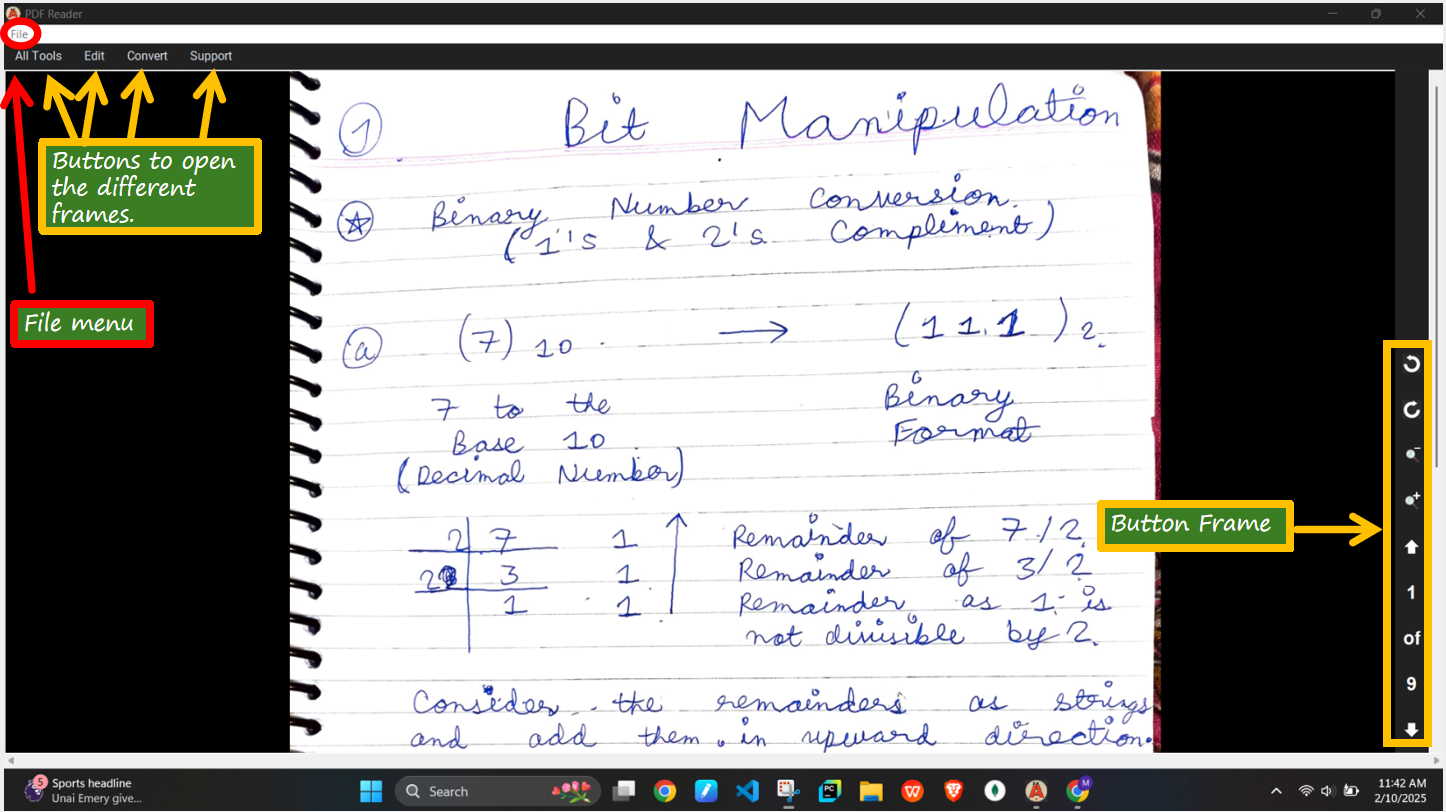 PDF Reader
File
All Tools Edit Convert Support
Buttons to open
the different
frames.
File menu
1. Bit Manipulation
Binary Number Conversion.
(1's & 2's Compliment)
a (7) 10 → (111)2.
7 to the
Base 10
(Decimal Number)
Binary
Format
2 7 1 Remainder of 7/2
2 3 1 Remainder of 3/2
1 1 Remainder as 1 is
not divisible by 2.
Consider the remainders as strings
and add them in upward direction.
Button Frame
1
of
9
5
Sports headline
Unai Emery give...
Search
PC
M
11:42 AM
2/10/2025